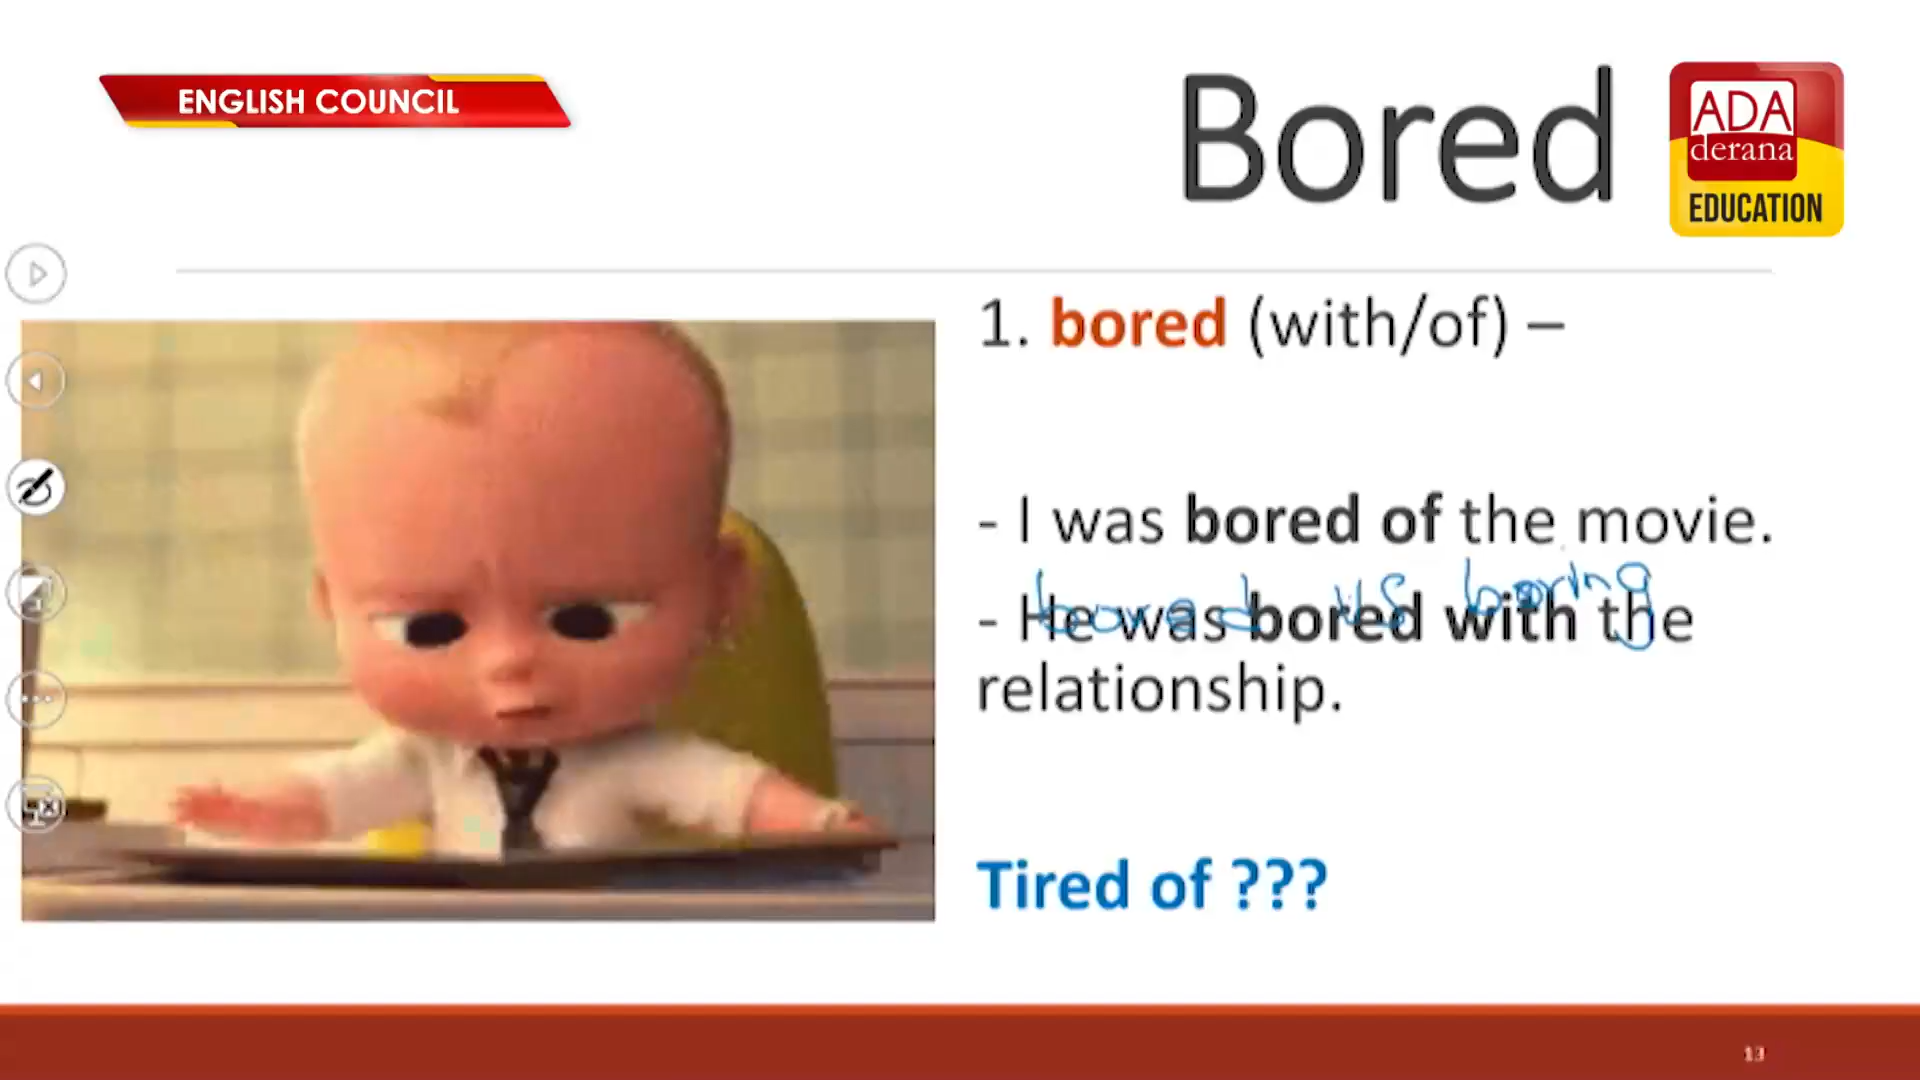 ENGLISH COUNCIL
Bored
ADA
derana
EDUCATION
1. bored (with/of) –
- I was bored of the movie.
bored vs boring
- He was bored with the
relationship.
Tired of ???
13